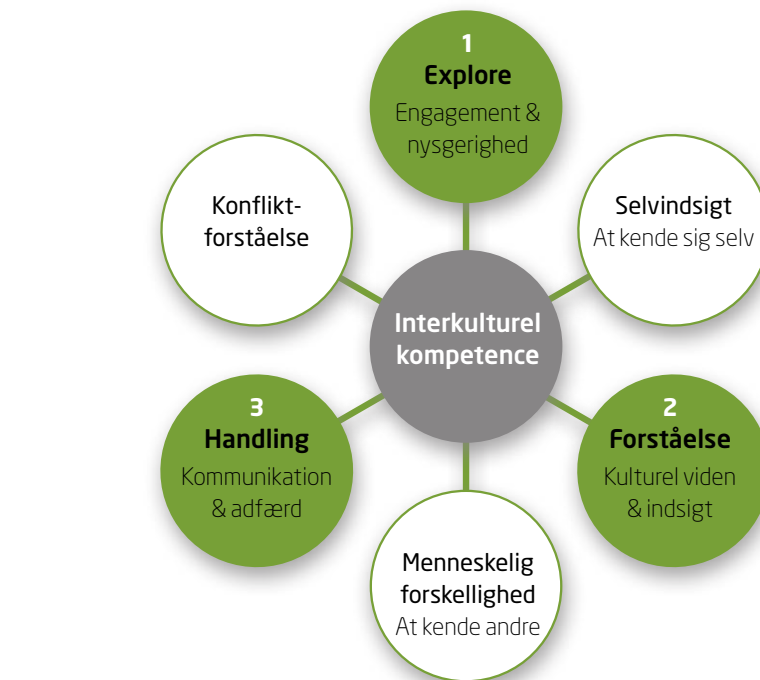 1
Explore
Engagement &
nysgerighed
Konflikt-
forståelse
Selvindsigt
At kende sig selv
Interkulturel
kompetence
3
Handling
Kommunikation
& adfærd
2
Forståelse
Kulturel viden
& indsigt
Menneskelig
forskellighed
At kende andre